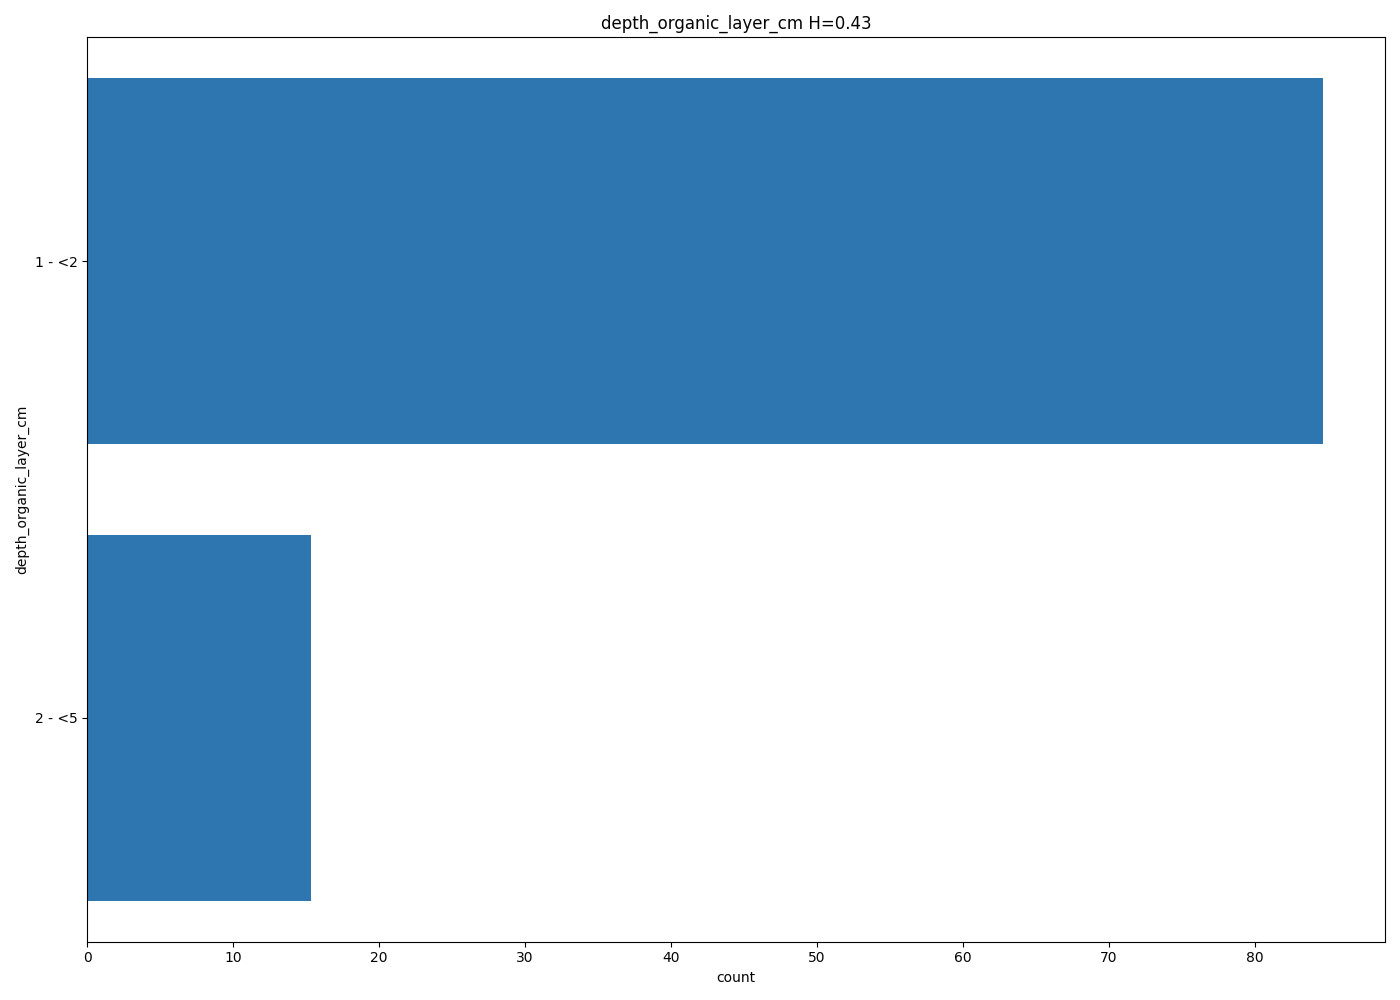 depth_organic_layer_cm H=0.43
depth_organic_layer_cm
1 - <2
2 - <5
0 10 20 30 40 50 60 70 80
count